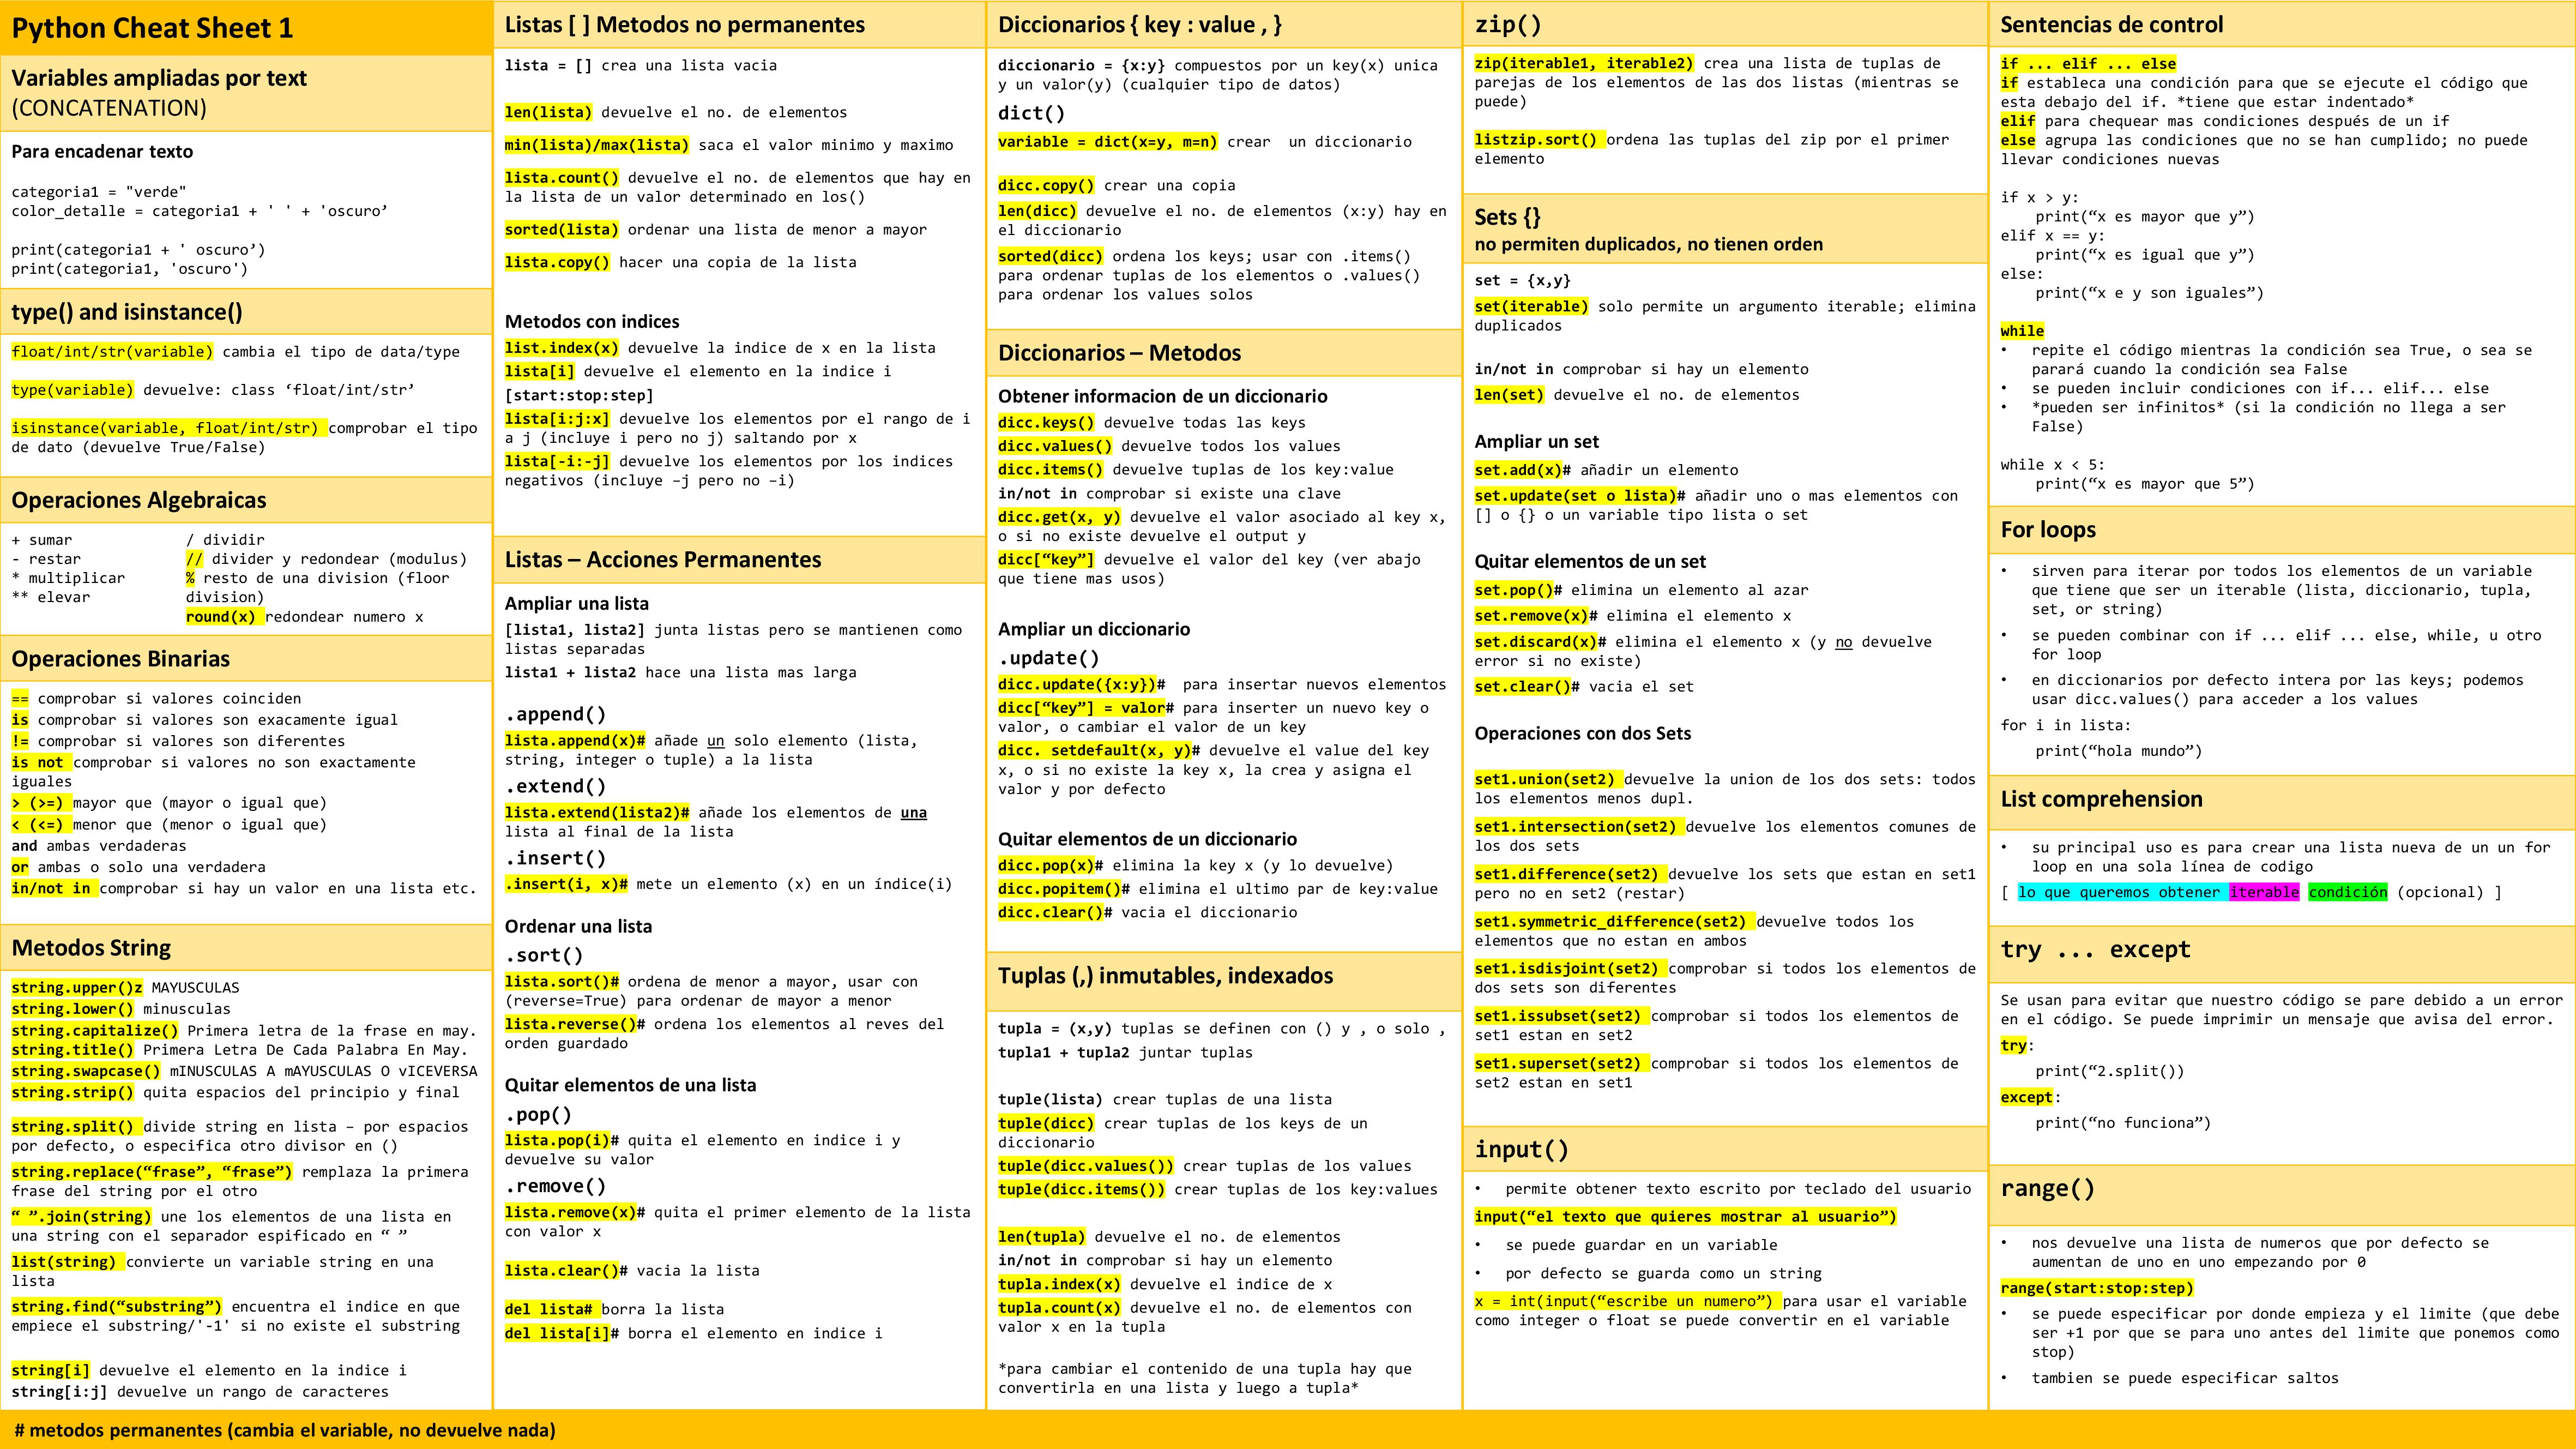 Python Cheat Sheet 1
Variables ampliadas por text
(CONCATENATION)
Para encadenar texto
categoria1 = "verde"
color_detalle = categoria1 + ' ' + 'oscuro’
print(categoria1 + ' oscuro’)
print(categoria1, 'oscuro')
type() and isinstance()
float/int/str(variable) cambia el tipo de data/type
type(variable) devuelve: class ‘float/int/str’
isinstance(variable, float/int/str) comprobar el tipo
de dato (devuelve True/False)
Operaciones Algebraicas
+ sumar
- restar
* multiplicar
** elevar
/ dividir
// divider y redondear (modulus)
% resto de una division (floor
division)
round(x) redondear numero x
Operaciones Binarias
== comprobar si valores coinciden
is comprobar si valores son exacamente igual
!= comprobar si valores son diferentes
is not comprobar si valores no son exactamente
iguales
> (>=) mayor que (mayor o igual que)
< (<=) menor que (menor o igual que)
and ambas verdaderas
or ambas o solo una verdadera
in/not in comprobar si hay un valor en una lista etc.
Metodos String
string.upper()z MAYUSCULAS
string.lower() minusculas
string.capitalize() Primera letra de la frase en may.
string.title() Primera Letra De Cada Palabra En May.
string.swapcase() mINUSCULAS A mAYUSCULAS O vICEVERSA
string.strip() quita espacios del principio y final
string.split() divide string en lista – por espacios
por defecto, o especifica otro divisor en ()
string.replace(“frase”, “frase”) remplaza la primera
frase del string por el otro
“ ”.join(string) une los elementos de una lista en
una string con el separador espificado en “ ”
list(string) convierte un variable string en una
lista
string.find(“substring”) encuentra el indice en que
empiece el substring/'-1' si no existe el substring
string[i] devuelve el elemento en la indice i
string[i:j] devuelve un rango de caracteres
Listas [ ] Metodos no permanentes
lista = [] crea una lista vacia
len(lista) devuelve el no. de elementos
min(lista)/max(lista) saca el valor minimo y maximo
lista.count() devuelve el no. de elementos que hay en
la lista de un valor determinado en los()
sorted(lista) ordenar una lista de menor a mayor
lista.copy() hacer una copia de la lista
Metodos con indices
list.index(x) devuelve la indice de x en la lista
lista[i] devuelve el elemento en la indice i
[start:stop:step]
lista[i:j:x] devuelve los elementos por el rango de i
a j (incluye i pero no j) saltando por x
lista[-i:-j] devuelve los elementos por los indices
negativos (incluye –j pero no –i)
Listas – Acciones Permanentes
Ampliar una lista
[lista1, lista2] junta listas pero se mantienen como
listas separadas
lista1 + lista2 hace una lista mas larga
.append()
lista.append(x)# añade un solo elemento (lista,
string, integer o tuple) a la lista
.extend()
lista.extend(lista2)# añade los elementos de una
lista al final de la lista
.insert()
.insert(i, x)# mete un elemento (x) en un índice(i)
Ordenar una lista
.sort()
lista.sort()# ordena de menor a mayor, usar con
(reverse=True) para ordenar de mayor a menor
lista.reverse()# ordena los elementos al reves del
orden guardado
Quitar elementos de una lista
.pop()
lista.pop(i)# quita el elemento en indice i y
devuelve su valor
.remove()
lista.remove(x)# quita el primer elemento de la lista
con valor x
lista.clear()# vacia la lista
del lista# borra la lista
del lista[i]# borra el elemento en indice i
Diccionarios { key : value , }
diccionario = {x:y} compuestos por un key(x) unica
y un valor(y) (cualquier tipo de datos)
dict()
variable = dict(x=y, m=n) crear  un diccionario
dicc.copy() crear una copia
len(dicc) devuelve el no. de elementos (x:y) hay en
el diccionario
sorted(dicc) ordena los keys; usar con .items()
para ordenar tuplas de los elementos o .values()
para ordenar los values solos
Diccionarios – Metodos
Obtener informacion de un diccionario
dicc.keys() devuelve todas las keys
dicc.values() devuelve todos los values
dicc.items() devuelve tuplas de los key:value
in/not in comprobar si existe una clave
dicc.get(x, y) devuelve el valor asociado al key x,
o si no existe devuelve el output y
dicc[“key”] devuelve el valor del key (ver abajo
que tiene mas usos)
Ampliar un diccionario
.update()
dicc.update({x:y})#  para insertar nuevos elementos
dicc[“key”] = valor# para inserter un nuevo key o
valor, o cambiar el valor de un key
dicc. setdefault(x, y)# devuelve el value del key
x, o si no existe la key x, la crea y asigna el
valor y por defecto
Quitar elementos de un diccionario
dicc.pop(x)# elimina la key x (y lo devuelve)
dicc.popitem()# elimina el ultimo par de key:value
dicc.clear()# vacia el diccionario
Tuplas (,) inmutables, indexados
tupla = (x,y) tuplas se definen con () y , o solo ,
tupla1 + tupla2 juntar tuplas
tuple(lista) crear tuplas de una lista
tuple(dicc) crear tuplas de los keys de un
diccionario
tuple(dicc.values()) crear tuplas de los values
tuple(dicc.items()) crear tuplas de los key:values
len(tupla) devuelve el no. de elementos
in/not in comprobar si hay un elemento
tupla.index(x) devuelve el indice de x
tupla.count(x) devuelve el no. de elementos con
valor x en la tupla
*para cambiar el contenido de una tupla hay que
convertirla en una lista y luego a tupla*
zip()
zip(iterable1, iterable2) crea una lista de tuplas de
parejas de los elementos de las dos listas (mientras se
puede)
listzip.sort() ordena las tuplas del zip por el primer
elemento
Sets {}
no permiten duplicados, no tienen orden
set = {x,y}
set(iterable) solo permite un argumento iterable; elimina
duplicados
in/not in comprobar si hay un elemento
len(set) devuelve el no. de elementos
Ampliar un set
set.add(x)# añadir un elemento
set.update(set o lista)# añadir uno o mas elementos con
[] o {} o un variable tipo lista o set
Quitar elementos de un set
set.pop()# elimina un elemento al azar
set.remove(x)# elimina el elemento x
set.discard(x)# elimina el elemento x (y no devuelve
error si no existe)
set.clear()# vacia el set
Operaciones con dos Sets
set1.union(set2) devuelve la union de los dos sets: todos
los elementos menos dupl.
set1.intersection(set2) devuelve los elementos comunes de
los dos sets
set1.difference(set2) devuelve los sets que estan en set1
pero no en set2 (restar)
set1.symmetric_difference(set2) devuelve todos los
elementos que no estan en ambos
set1.isdisjoint(set2) comprobar si todos los elementos de
dos sets son diferentes
set1.issubset(set2) comprobar si todos los elementos de
set1 estan en set2
set1.superset(set2) comprobar si todos los elementos de
set2 estan en set1
input()
• permite obtener texto escrito por teclado del usuario
input(“el texto que quieres mostrar al usuario”)
• se puede guardar en un variable
• por defecto se guarda como un string
x = int(input(“escribe un numero”) para usar el variable
como integer o float se puede convertir en el variable
Sentencias de control
if ... elif ... else
if estableca una condición para que se ejecute el código que
esta debajo del if. *tiene que estar indentado*
elif para chequear mas condiciones después de un if
else agrupa las condiciones que no se han cumplido; no puede
llevar condiciones nuevas
if x > y:
print(“x es mayor que y”)
elif x == y:
print(“x es igual que y”)
else:
print(“x e y son iguales”)
while
• repite el código mientras la condición sea True, o sea se
parará cuando la condición sea False
• se pueden incluir condiciones con if... elif... else
• *pueden ser infinitos* (si la condición no llega a ser
False)
while x < 5:
print(“x es mayor que 5”)
For loops
• sirven para iterar por todos los elementos de un variable
que tiene que ser un iterable (lista, diccionario, tupla,
set, or string)
• se pueden combinar con if ... elif ... else, while, u otro
for loop
• en diccionarios por defecto intera por las keys; podemos
usar dicc.values() para acceder a los values
for i in lista:
print(“hola mundo”)
List comprehension
• su principal uso es para crear una lista nueva de un un for
loop en una sola línea de codigo
[ lo que queremos obtener iterable condición (opcional) ]
try ... except
Se usan para evitar que nuestro código se pare debido a un error
en el código. Se puede imprimir un mensaje que avisa del error.
try:
print(“2.split())
except:
print(“no funciona”)
range()
• nos devuelve una lista de numeros que por defecto se
aumentan de uno en uno empezando por 0
range(start:stop:step)
• se puede especificar por donde empieza y el limite (que debe
ser +1 por que se para uno antes del limite que ponemos como
stop)
• tambien se puede especificar saltos
# metodos permanentes (cambia el variable, no devuelve nada)